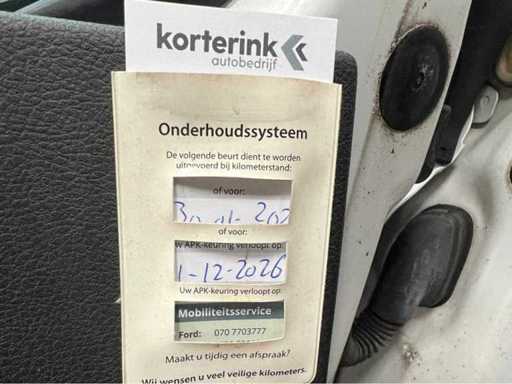 korterink
autobedrijf
Onderhoudssysteem
De volgende beurt dient te worden
uitgevoerd bij kilometerstand:
of voor:
of voor:
w APK-keuring verloopt op
1-12-2026
Uw APK-keuring verloopt op:
Mobiliteitsservice
Ford: 070 7703777
Maakt u tijdig een afspraak?
Wij wensen u veel veilige kilometers.